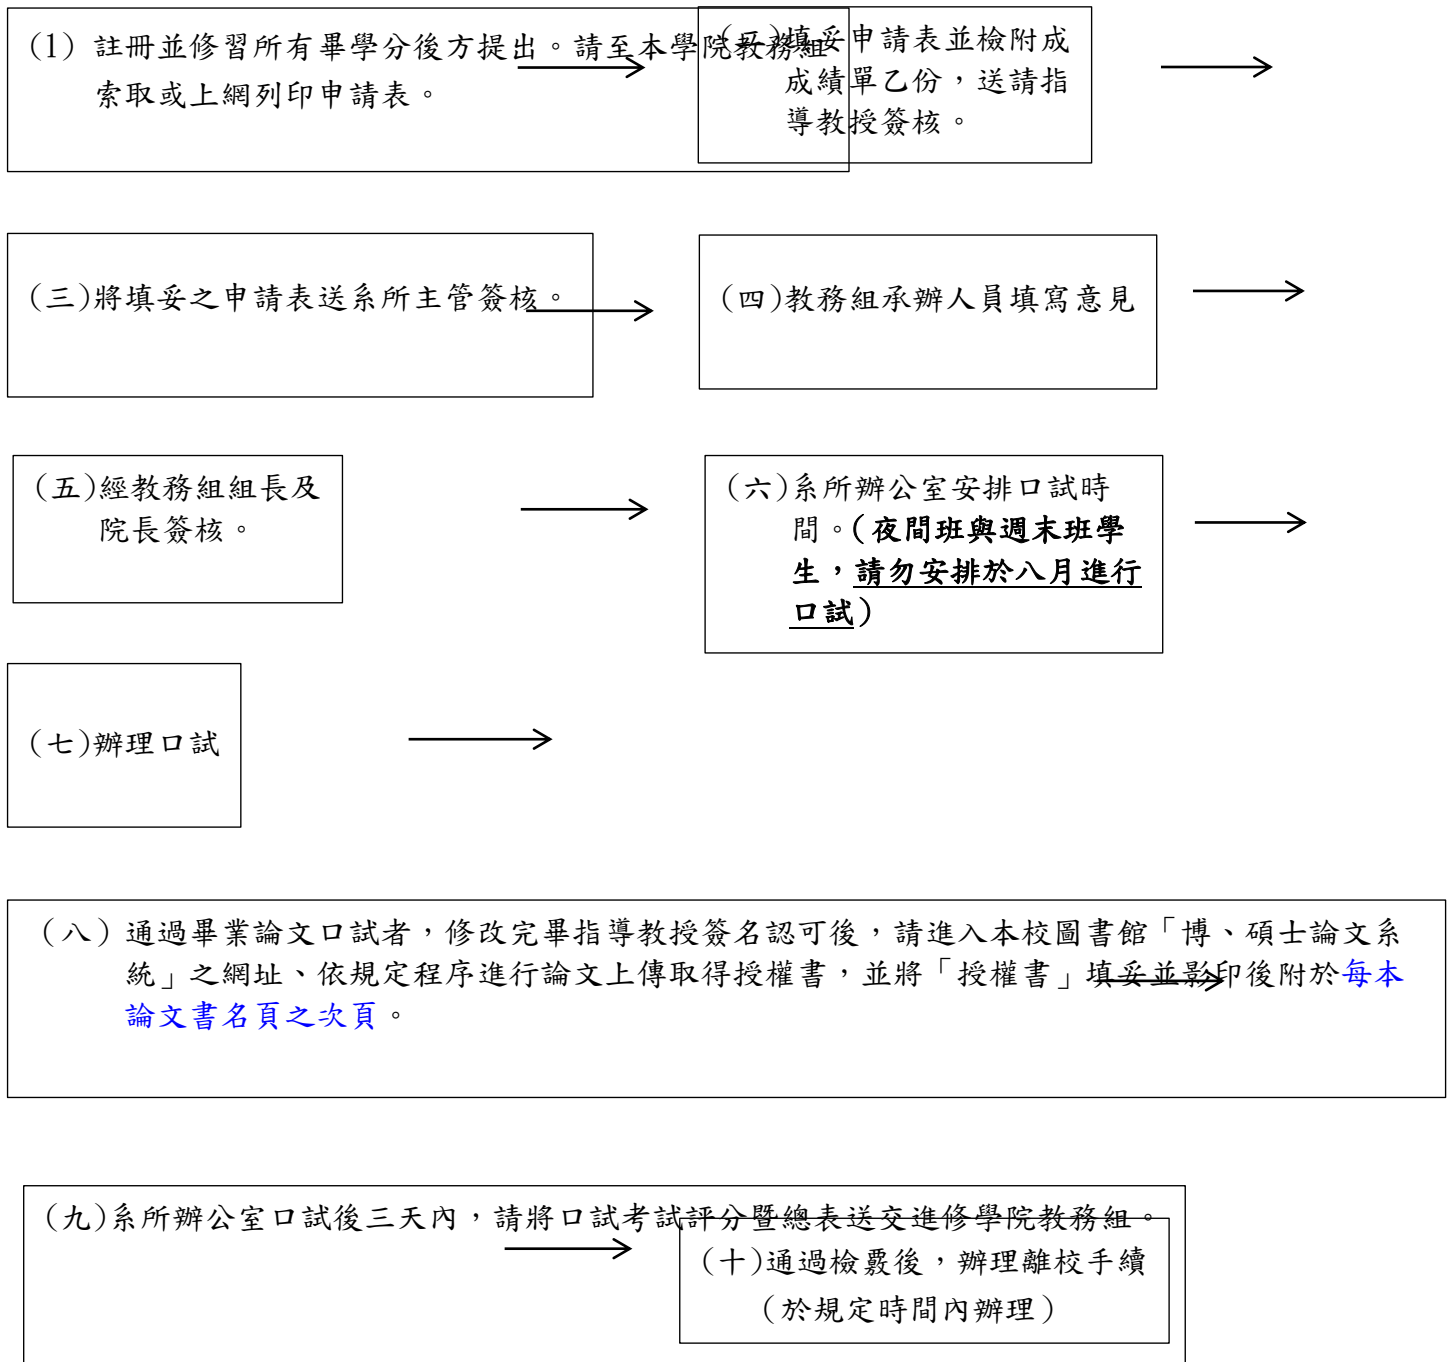 (1) 註冊並修習所有畢學分後方提出。請至本學院教務組
索取或上網列印申請表。
(二)填妥申請表並檢附成
成績單乙份，送請指
導教授簽核。
(三)將填妥之申請表送系所主管簽核。
(四)教務組承辦人員填寫意見
(五)經教務組組長及
院長簽核。
(六)系所辦公室安排口試時
間。(夜間班與週末班學
生，請勿安排於八月進行
口試)
(七)辦理口試
(八)通過畢業論文口試者，修改完畢指導教授簽名認可後，請進入本校圖書館「博、碩士論文系
統」之網址、依規定程序進行論文上傳取得授權書，並將「授權書」填妥並影印後附於每本
論文書名頁之次頁。
(九)系所辦公室口試後三天內，請將口試考試評分暨總表送交進修學院教務組。
(十)通過檢覈後，辦理離校手續
(於規定時間內辦理)